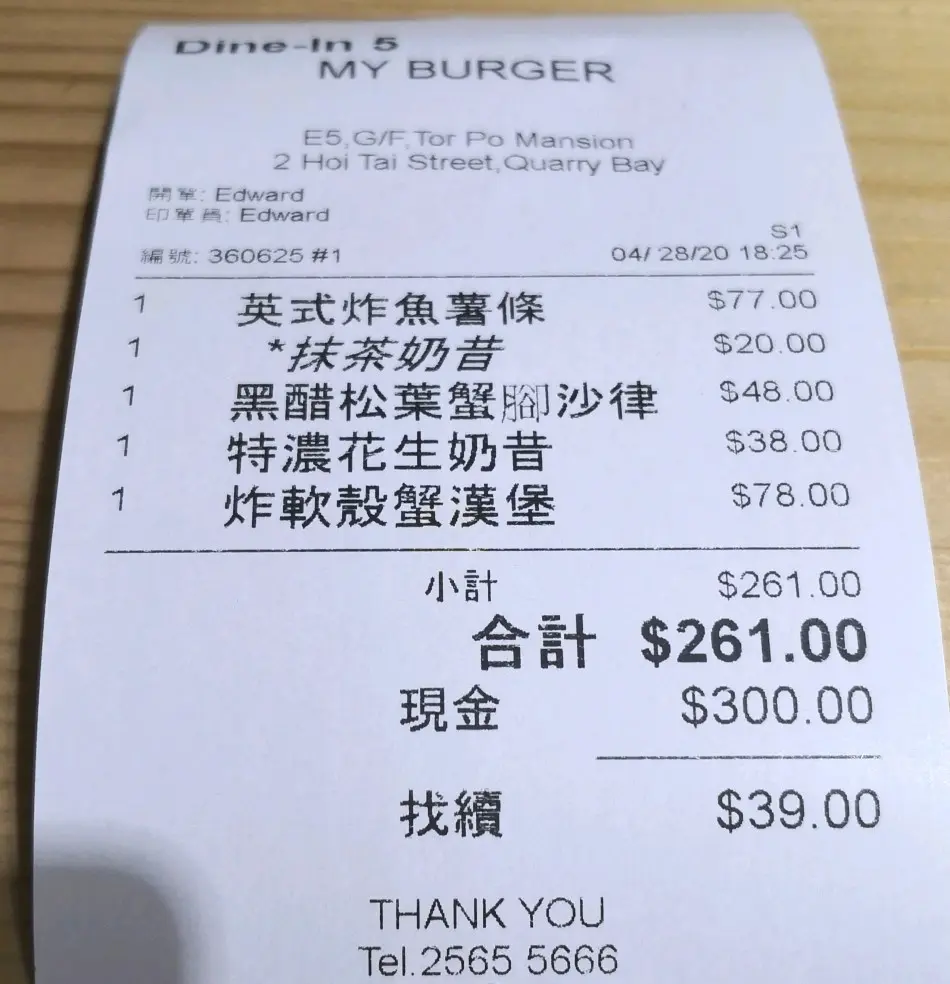 Dine-In 5
MY BURGER
E5,G/F,Tor Po Mansion
2 Hoi Tai Street,Quarry Bay
開單: Edward
印單員: Edward
S1
編號: 360625 #1 04/ 28/20 18:25
1 英式炸魚薯條 $77.00
1 *抹茶奶昔 $20.00
1 黑醋松葉蟹腳沙律 $48.00
1 特濃花生奶昔 $38.00
1 炸軟殼蟹漢堡 $78.00
小計 $261.00
合計 $261.00
現金 $300.00
找續 $39.00
THANK YOU
Tel.2565 5666